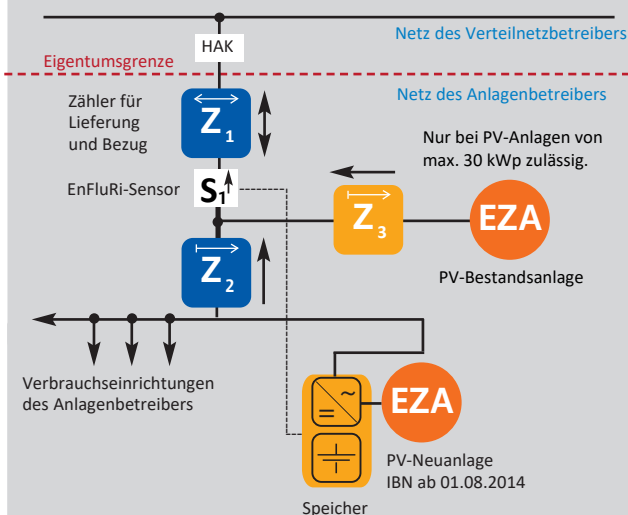 HAK
Netz des Verteilnetzbetreibers
Eigentumsgrenze
Netz des Anlagenbetreibers
Zähler für
Lieferung
und Bezug
Z1
Nur bei PV-Anlagen von
max. 30 kWp zulässig.
EnFluRi-Sensor
S1
Z3
EZA
PV-Bestandsanlage
Z2
Verbrauchseinrichtungen
des Anlagenbetreibers
EZA
PV-Neuanlage
IBN ab 01.08.2014
Speicher